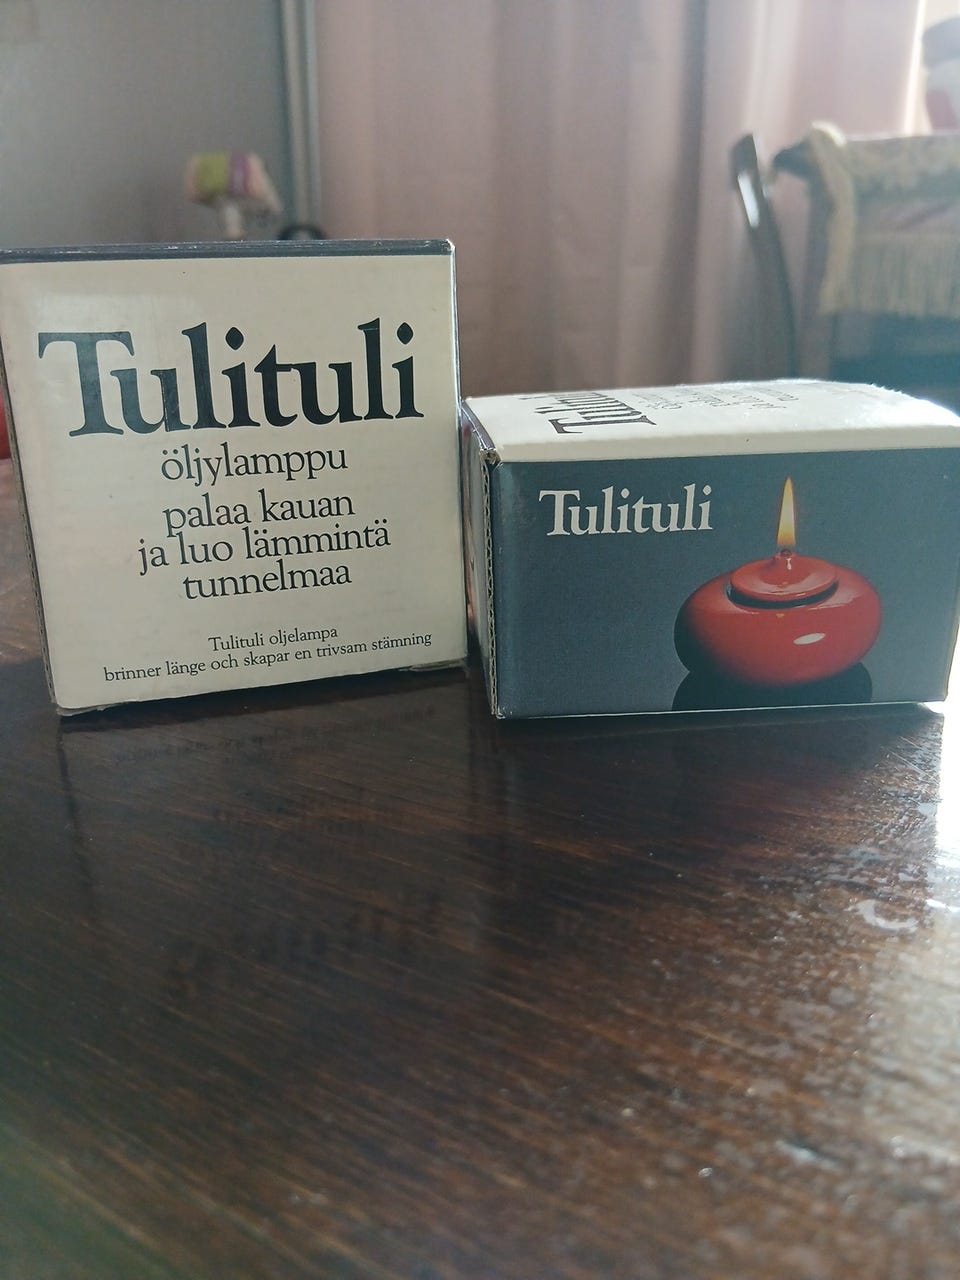 Tulituli
öljylamppu
palaa kauan
ja luo lämmintä
tunnelmaa
Tulituli oljelampa
brinner länge och skapar en trivsam stämning
Tulituli